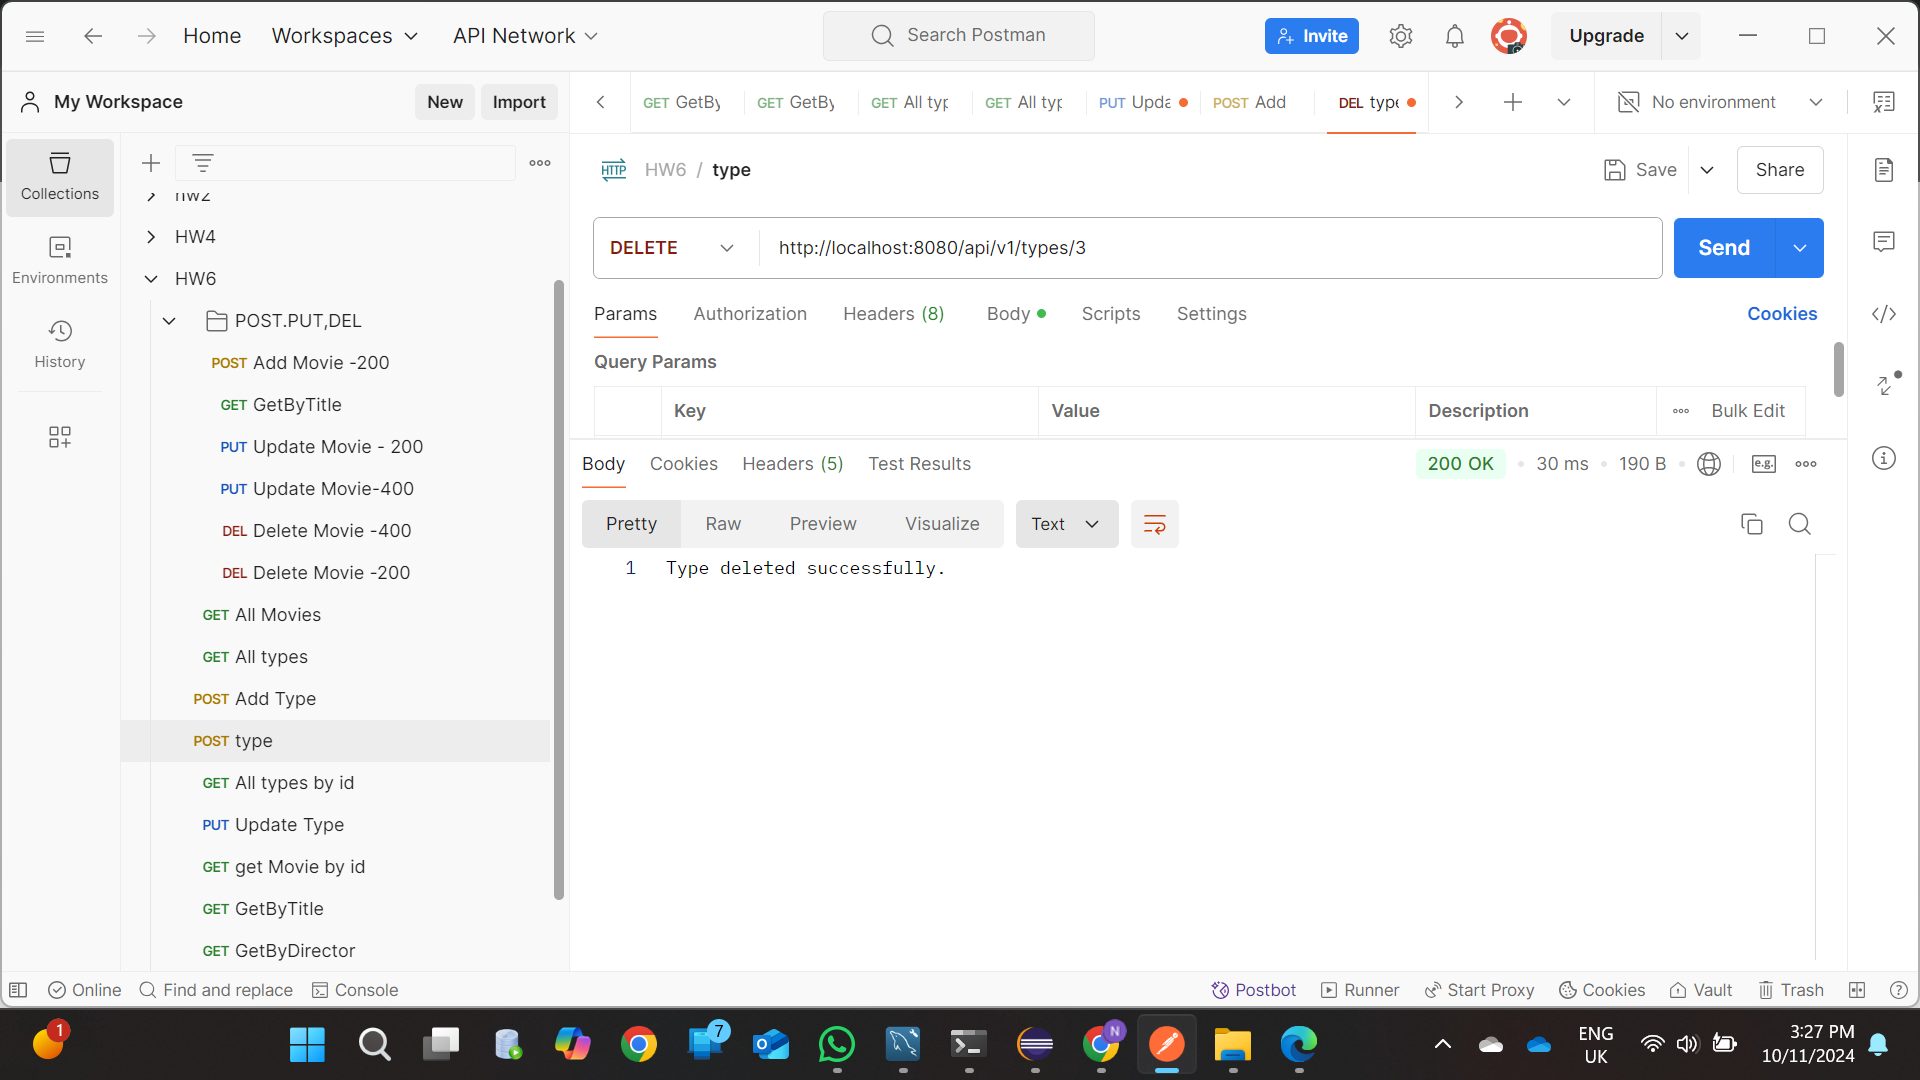 Home Workspaces API Network Search Postman Invite Upgrade
My Workspace New Import GET GetBy GET GetBy GET All typ GET All typ PUT Upda POST Add DEL type No environment
Collections
Environments
History
hw2
HW4
HW6
POST.PUT,DEL
POST Add Movie -200
GET GetByTitle
PUT Update Movie - 200
PUT Update Movie-400
DEL Delete Movie -400
DEL Delete Movie -200
GET All Movies
GET All types
POST Add Type
POST type
GET All types by id
PUT Update Type
GET get Movie by id
GET GetByTitle
GET GetByDirector
HTTP HW6 / type Save Share
DELETE http://localhost:8080/api/v1/types/3 Send
Params Authorization Headers (8) Body Scripts Settings Cookies
Query Params
Key Value Description Bulk Edit
Body Cookies Headers (5) Test Results 200 OK 30 ms 190 B e.g.
Pretty Raw Preview Visualize Text
1 Type deleted successfully.
Online Find and replace Console Postbot Runner Start Proxy Cookies Vault Trash
1 7 N ENG 3:27 PM
UK 10/11/2024